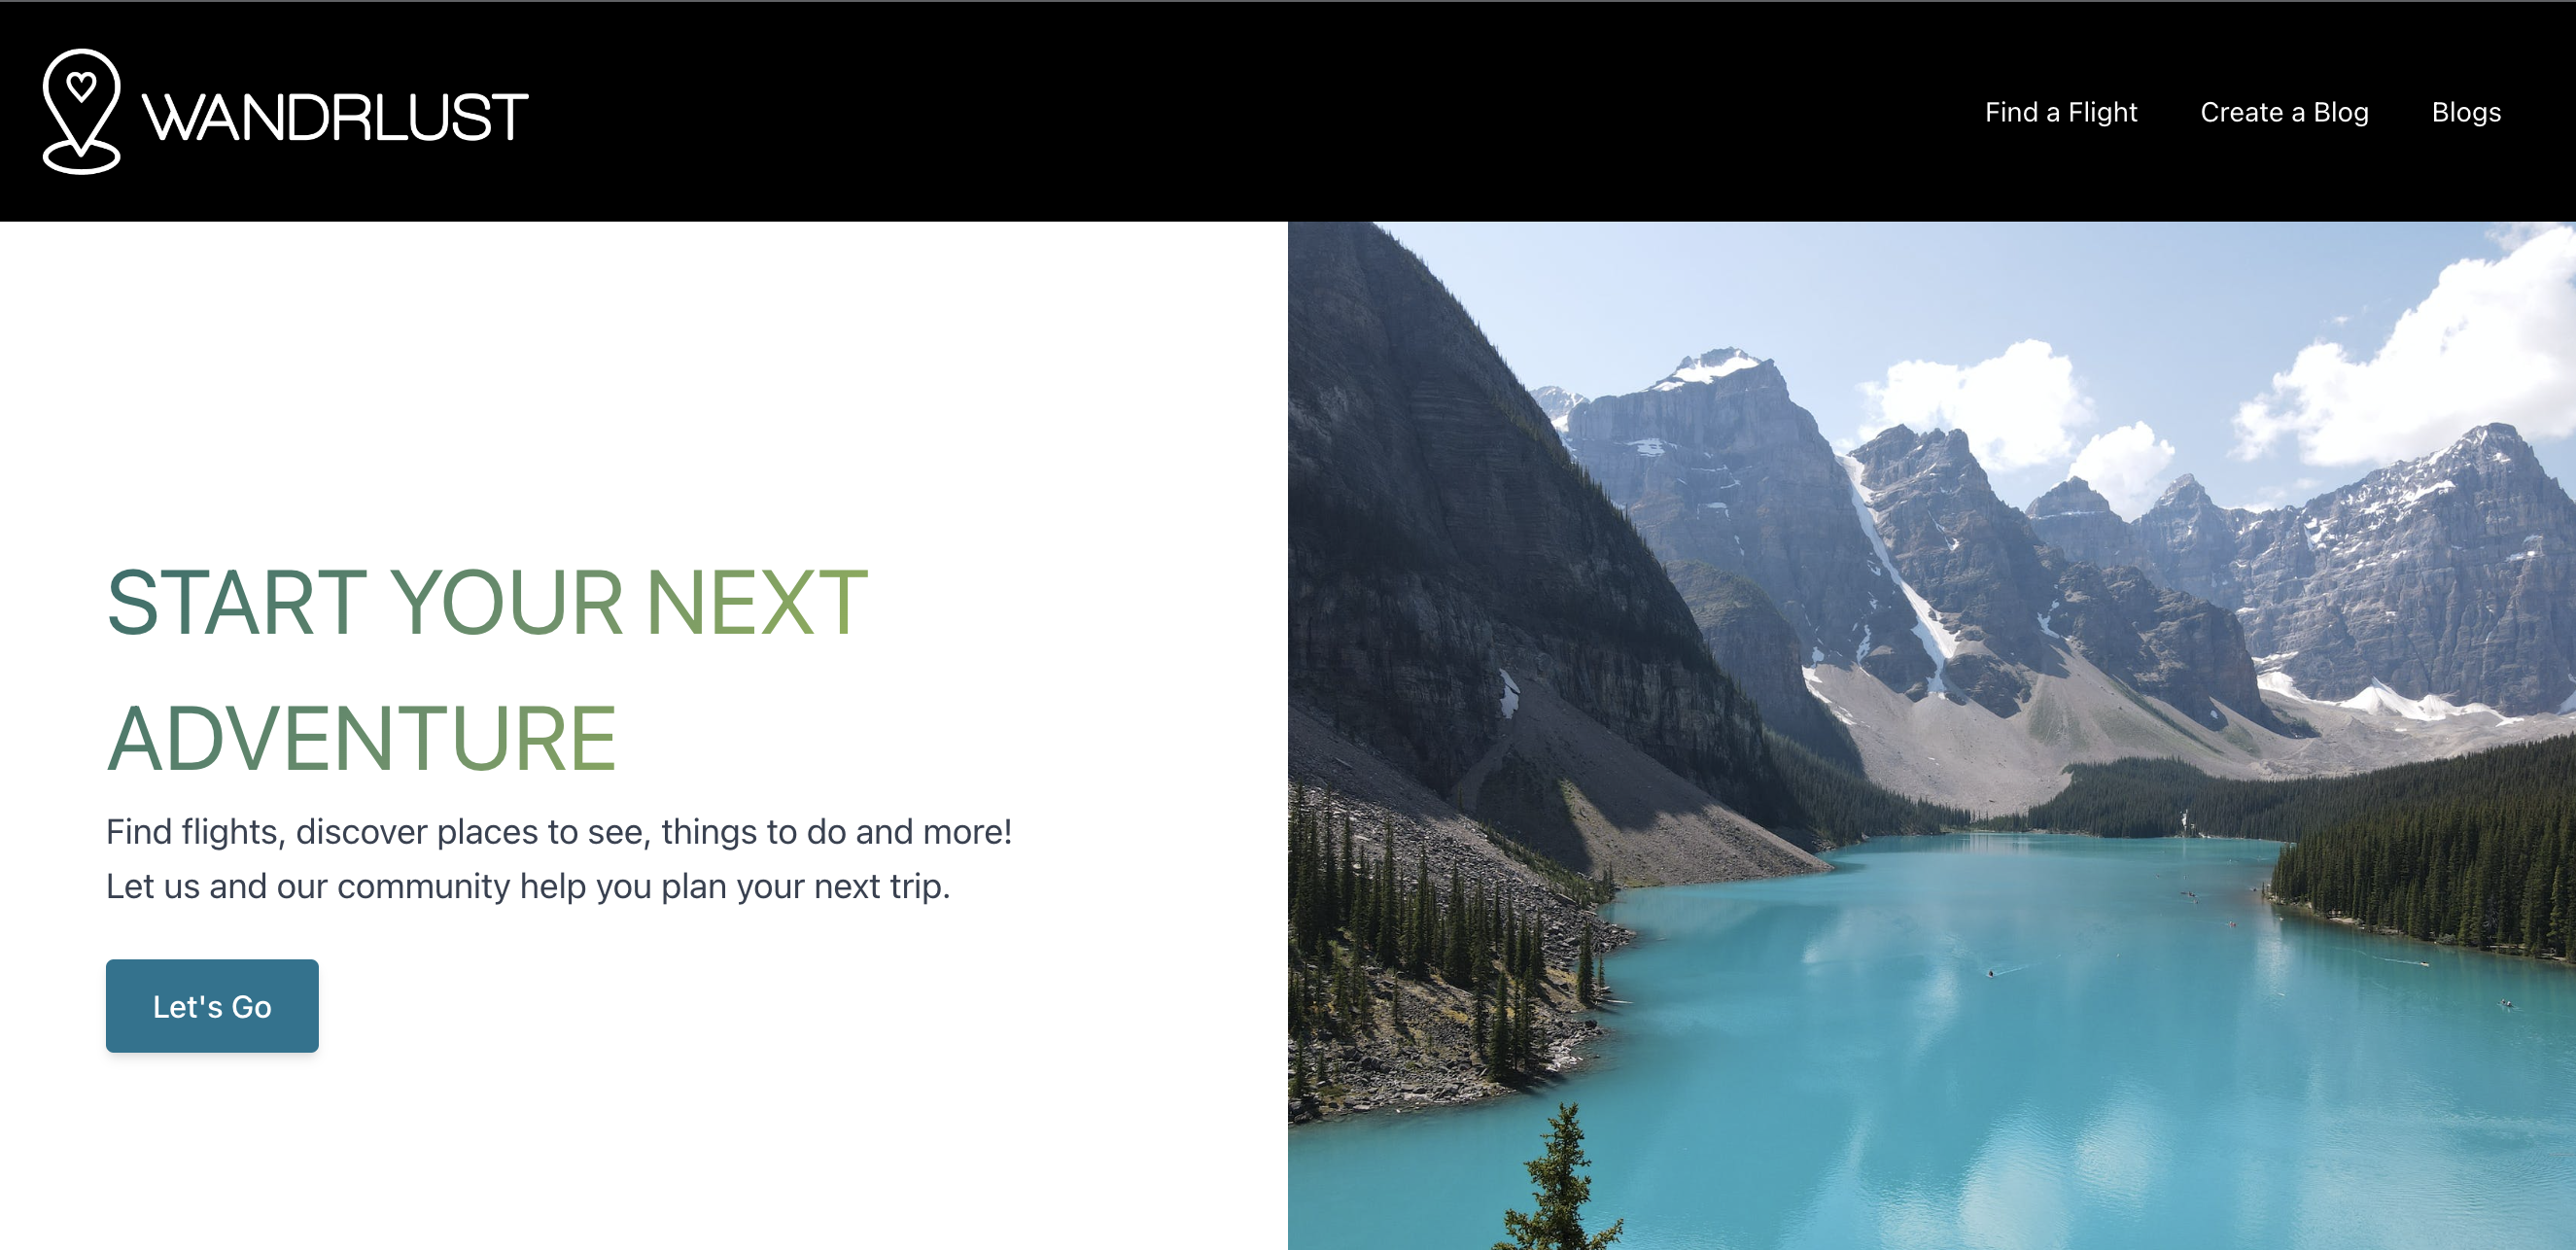 WANDRLUST
Find a Flight
Create a Blog
Blogs
START YOUR NEXT
ADVENTURE
Find flights, discover places to see, things to do and more!
Let us and our community help you plan your next trip.
Let's Go